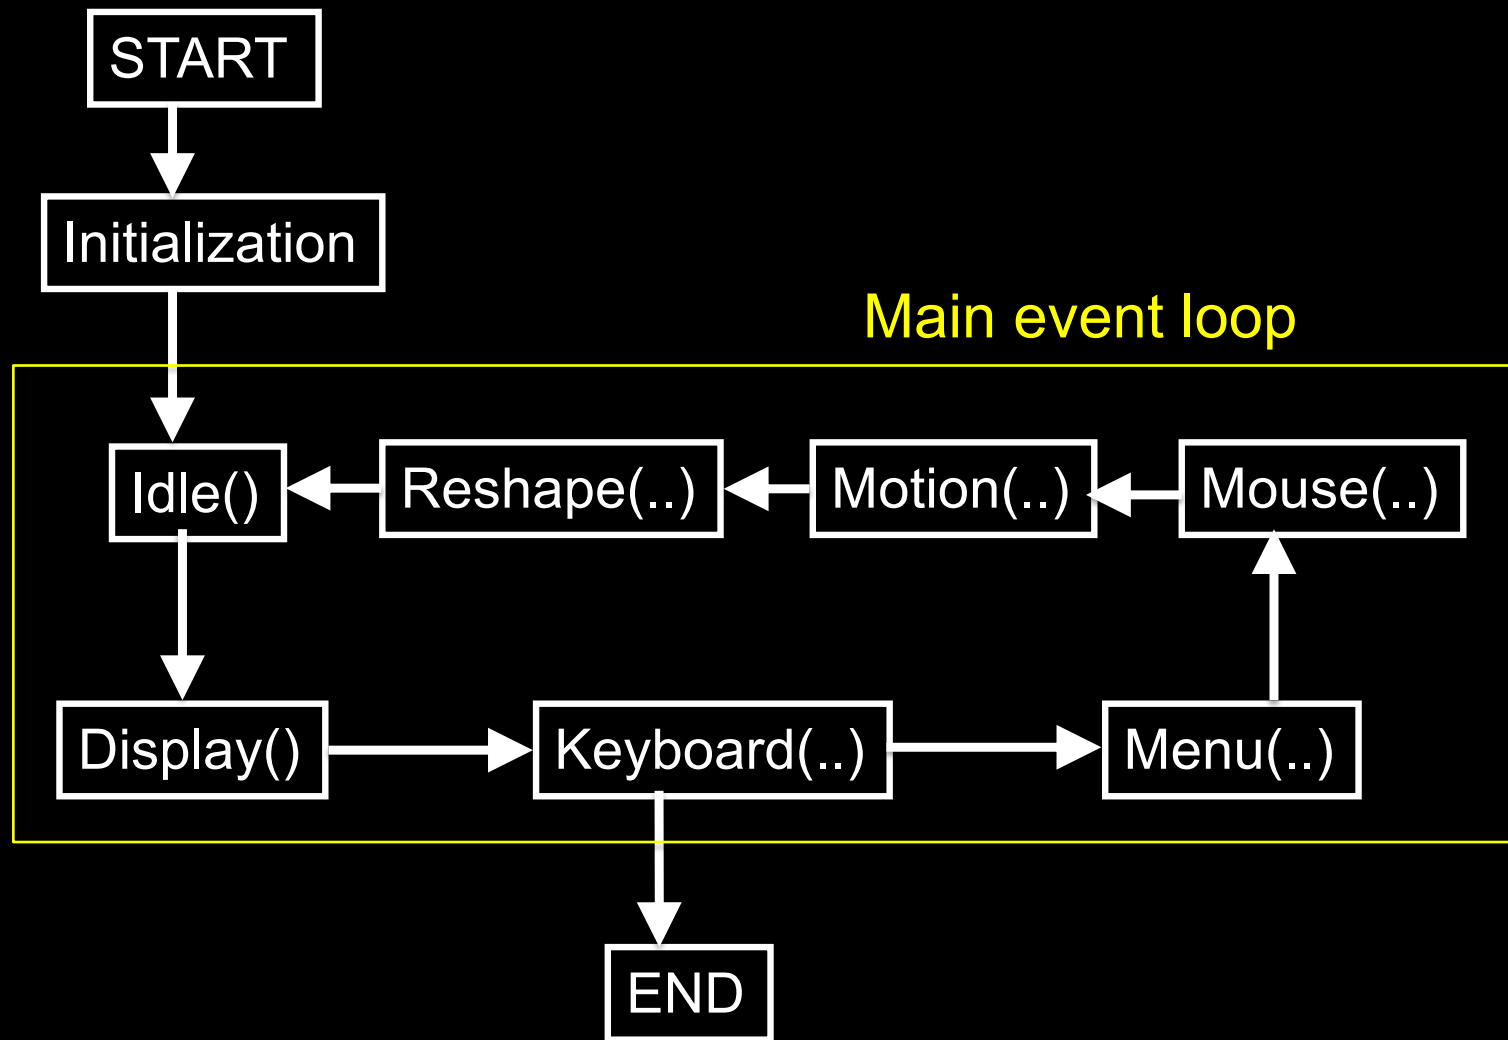 START
Initialization
Main event loop
Idle()
Reshape(..)
Motion(..)
Mouse(..)
Display()
Keyboard(..)
Menu(..)
END